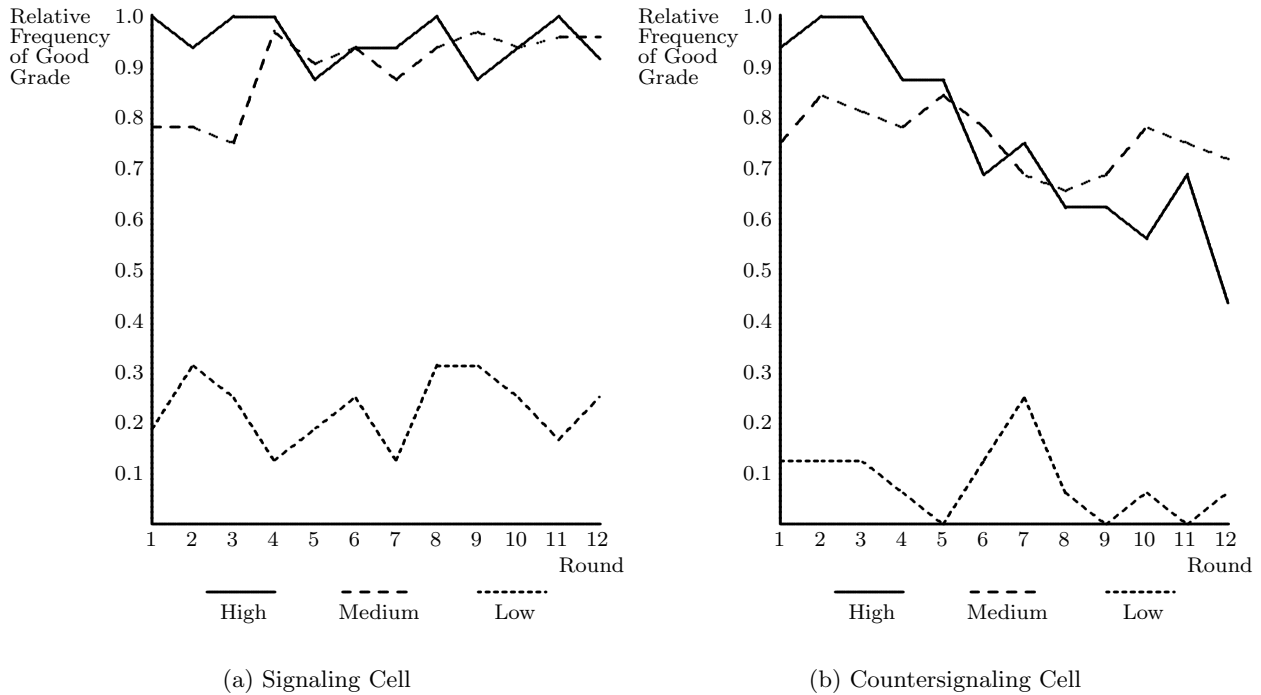 Relative
Frequency
of Good
Grade
1.0
0.9
0.8
0.7
0.6
0.5
0.4
0.3
0.2
0.1
1 2 3 4 5 6 7 8 9 10 11 12
Round
High Medium Low
(a) Signaling Cell
Relative
Frequency
of Good
Grade
1.0
0.9
0.8
0.7
0.6
0.5
0.4
0.3
0.2
0.1
1 2 3 4 5 6 7 8 9 10 11 12
Round
High Medium Low
(b) Countersignaling Cell